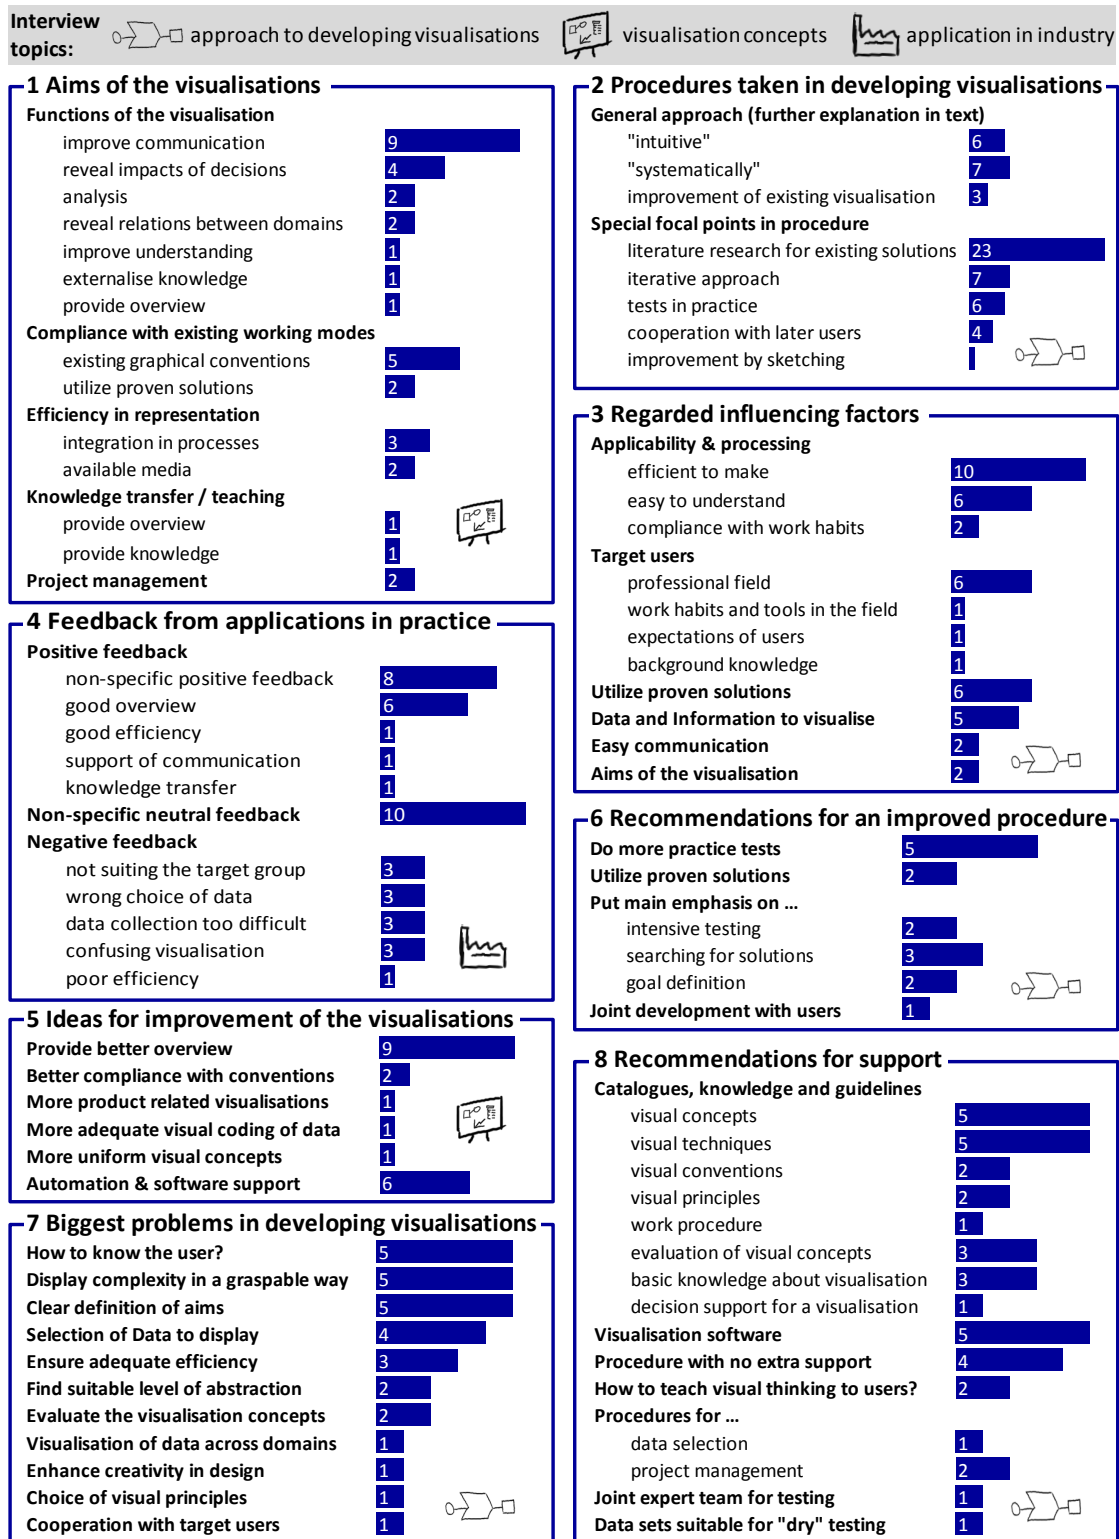 Interview topics:
approach to developing visualisations
visualisation concepts
application in industry
1 Aims of the visualisations
Functions of the visualisation
improve communication 9
reveal impacts of decisions 4
analysis 2
reveal relations between domains 2
improve understanding 1
externalise knowledge 1
provide overview 1
Compliance with existing working modes
existing graphical conventions 5
utilize proven solutions 2
Efficiency in representation
integration in processes 3
available media 2
Knowledge transfer / teaching
provide overview 1
provide knowledge 1
Project management 2
2 Procedures taken in developing visualisations
General approach (further explanation in text)
"intuitive" 6
"systematically" 7
improvement of existing visualisation 3
Special focal points in procedure
literature research for existing solutions 23
iterative approach 7
tests in practice 6
cooperation with later users 4
improvement by sketching
3 Regarded influencing factors
Applicability & processing
efficient to make 10
easy to understand 6
compliance with work habits 2
Target users
professional field 6
work habits and tools in the field 1
expectations of users 1
background knowledge 1
Utilize proven solutions 6
Data and Information to visualise 5
Easy communication 2
Aims of the visualisation 2
4 Feedback from applications in practice
Positive feedback
non-specific positive feedback 8
good overview 6
good efficiency 1
support of communication 1
knowledge transfer 1
Non-specific neutral feedback 10
Negative feedback
not suiting the target group 3
wrong choice of data 3
data collection too difficult 3
confusing visualisation 3
poor efficiency 1
5 Ideas for improvement of the visualisations
Provide better overview 9
Better compliance with conventions 2
More product related visualisations 1
More adequate visual coding of data 1
More uniform visual concepts 1
Automation & software support 6
6 Recommendations for an improved procedure
Do more practice tests 5
Utilize proven solutions 2
Put main emphasis on ...
intensive testing 2
searching for solutions 3
goal definition 2
Joint development with users 1
7 Biggest problems in developing visualisations
How to know the user? 5
Display complexity in a graspable way 5
Clear definition of aims 5
Selection of Data to display 4
Ensure adequate efficiency 3
Find suitable level of abstraction 2
Evaluate the visualisation concepts 2
Visualisation of data across domains 1
Enhance creativity in design 1
Choice of visual principles 1
Cooperation with target users 1
8 Recommendations for support
Catalogues, knowledge and guidelines
visual concepts 5
visual techniques 5
visual conventions 2
visual principles 2
work procedure 1
evaluation of visual concepts 3
basic knowledge about visualisation 3
decision support for a visualisation 1
Visualisation software 5
Procedure with no extra support 4
How to teach visual thinking to users? 2
Procedures for ...
data selection 1
project management 2
Joint expert team for testing 1
Data sets suitable for "dry" testing 1